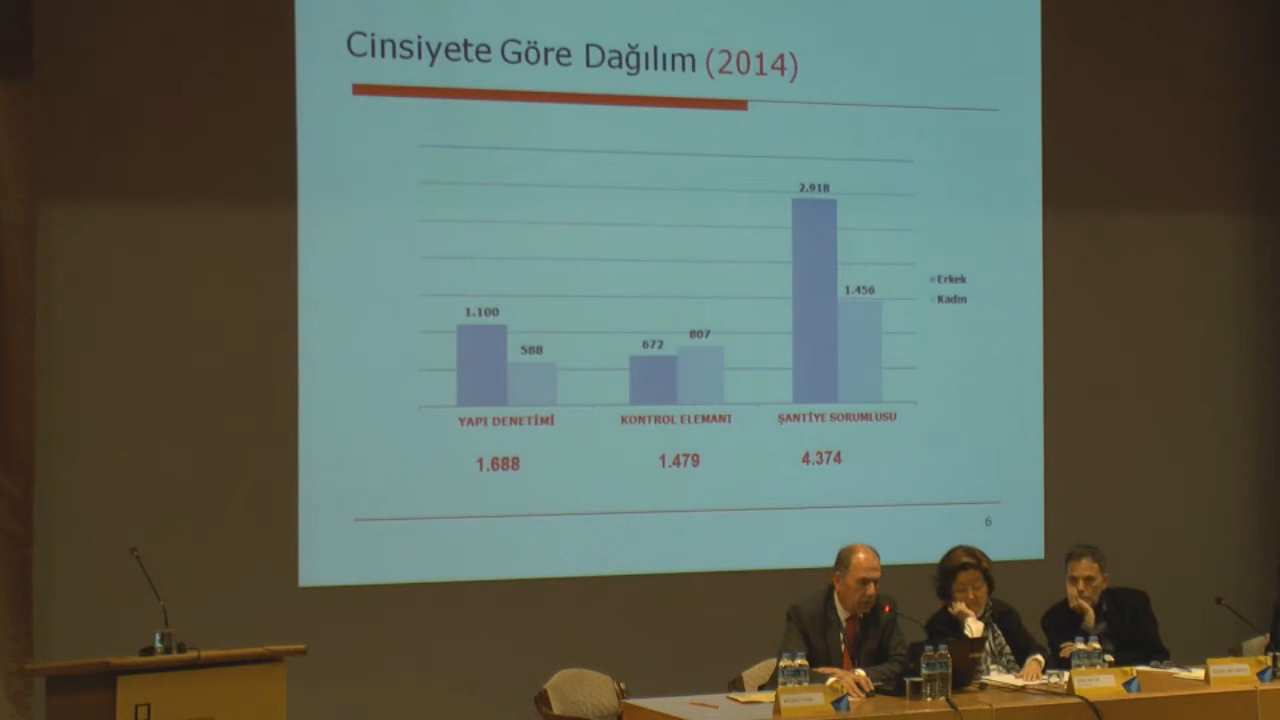 Cinsiyete Göre Dağılım (2014)
2.918
1.456
1.100
588
672
807
Erkek
Kadın
YAPI DENETİMİ
KONTROL ELEMANI
ŞANTİYE SORUMLUSU
1.688
1.479
4.374
6